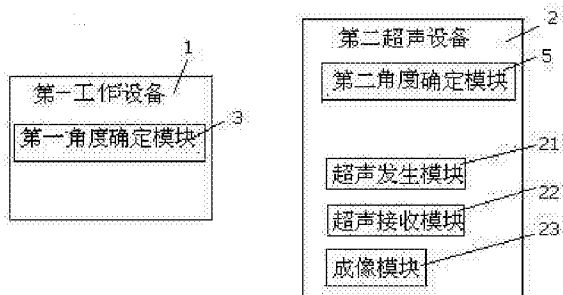 第一工作设备
1
第一角度确定模块
3
第二超声设备
2
第二角度确定模块
5
超声发生模块
21
超声接收模块
22
成像模块
23